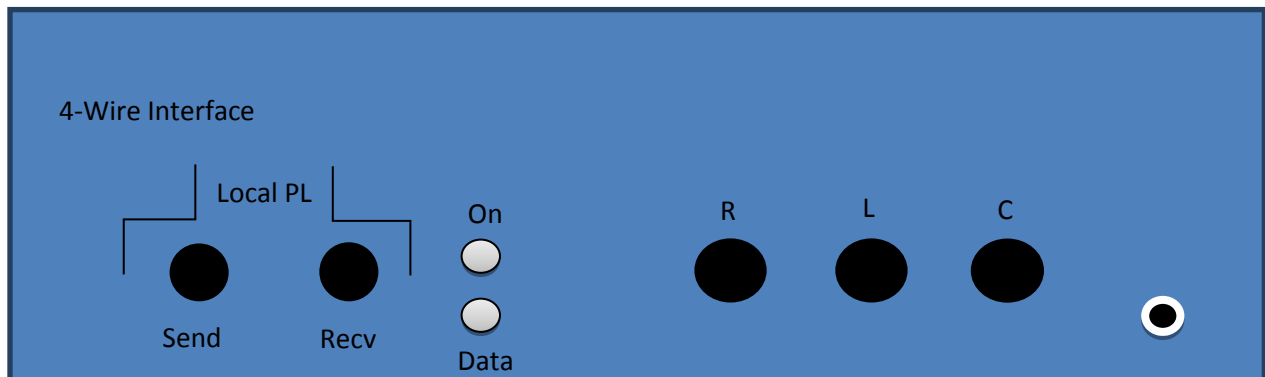 4-Wire Interface
Local PL
On
R
L
C
Send
Recv
Data